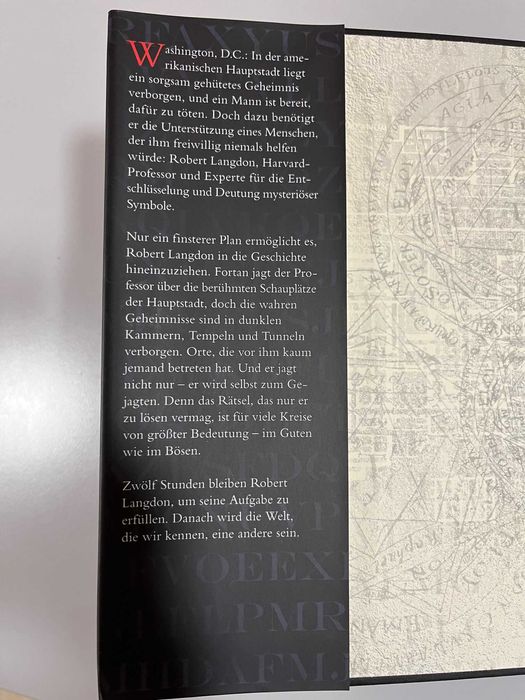 Washington, D.C.: In der ame-
rikanischen Hauptstadt liegt
ein sorgsam gehütetes Geheimnis
verborgen, und ein Mann ist bereit,
dafür zu töten. Doch dazu benötigt
er die Unterstützung eines Menschen,
der ihm freiwillig niemals helfen
würde: Robert Langdon, Harvard-
Professor und Experte für die Ent-
schlüsselung und Deutung mysteriöser
Symbole.
Nur ein finsterer Plan ermöglicht es,
Robert Langdon in die Geschichte
hineinzuziehen. Fortan jagt der Pro-
fessor über die berühmten Schauplätze
der Hauptstadt, doch die wahren
Geheimnisse sind in dunklen
Kammern, Tempeln und Tunneln
verborgen. Orte, die vor ihm kaum
jemand betreten hat. Und er jagt
nicht nur – er wird selbst zum Ge-
jagten. Denn das Rätsel, das nur er
zu lösen vermag, ist für viele Kreise
von größter Bedeutung – im Guten
wie im Bösen.
Zwölf Stunden bleiben Robert
Langdon, um seine Aufgabe zu
erfüllen. Danach wird die Welt,
die wir kennen, eine andere sein.